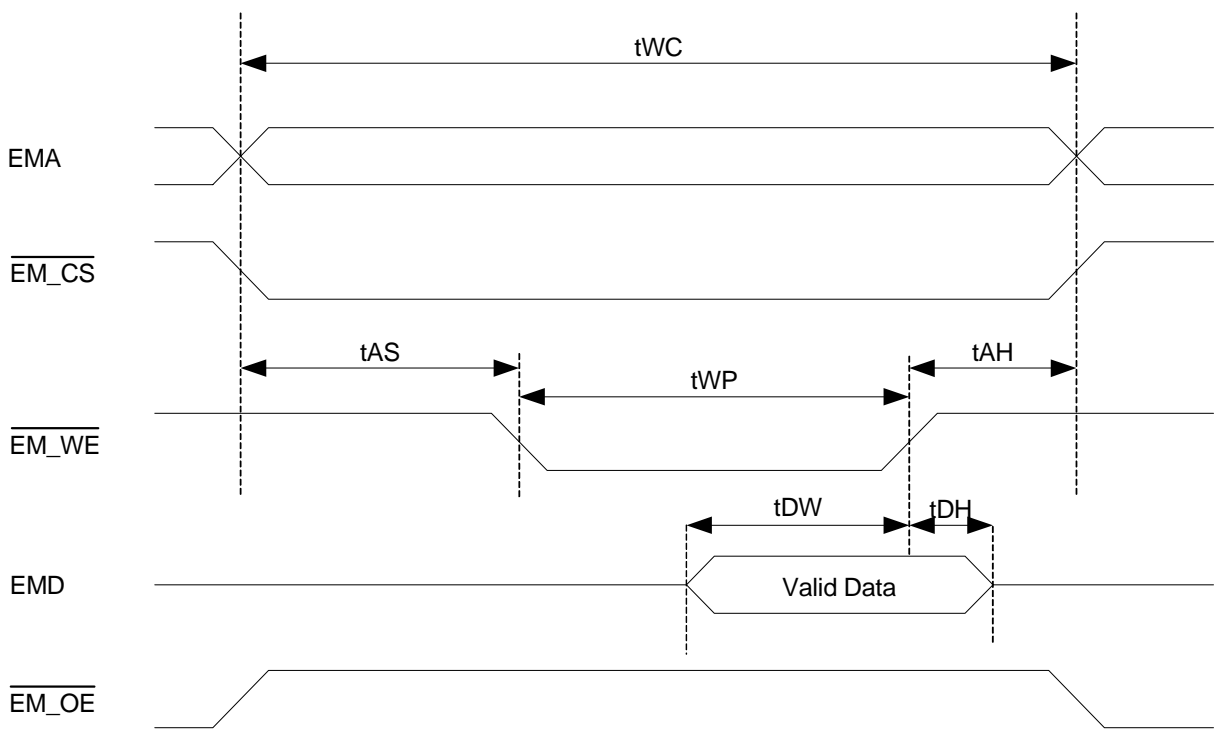 tWC
EMA
EM_CS
tAS
tAH
tWP
EM_WE
tDW
tDH
EMD
Valid Data
EM_OE